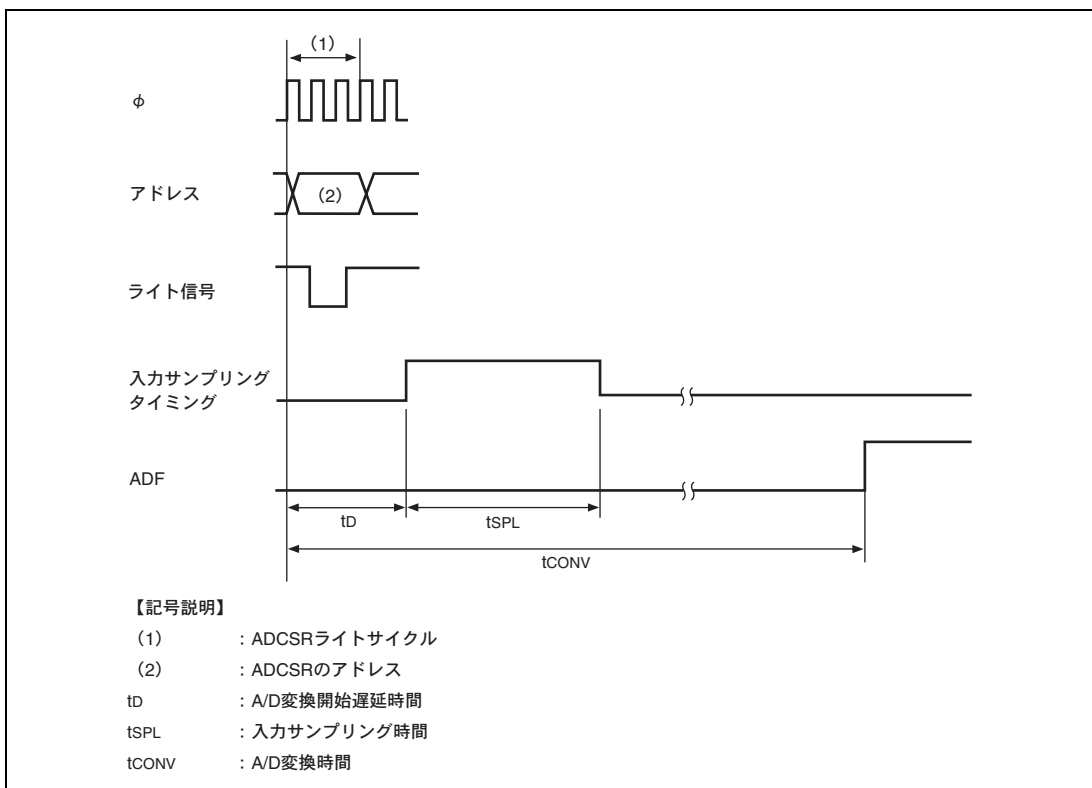 (1)
φ
アドレス
(2)
ライト信号
入力サンプリング
タイミング
ADF
tD
tSPL
tCONV
【記号説明】
(1) : ADCSRライトサイクル
(2) : ADCSRのアドレス
tD : A/D変換開始遅延時間
tSPL : 入力サンプリング時間
tCONV : A/D変換時間